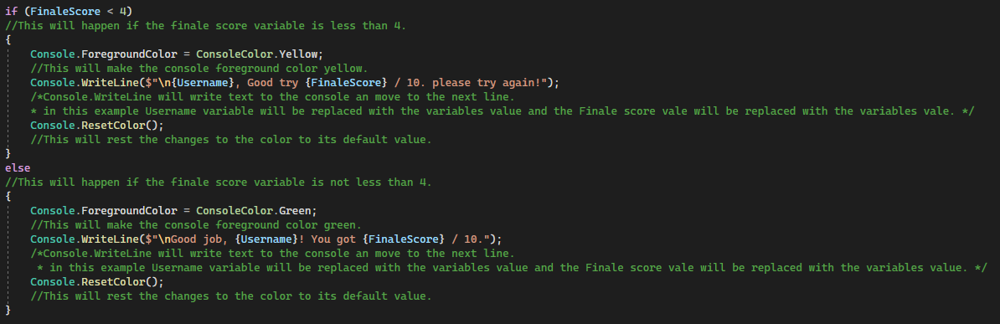 if (FinaleScore < 4)
//This will happen if the finale score variable is less than 4.
{
    Console.ForegroundColor = ConsoleColor.Yellow;
    //This will make the console foreground color yellow.
    Console.WriteLine($"\n{Username}, Good try {FinaleScore} / 10. please try again!");
    /*Console.WriteLine will write text to the console an move to the next line.
    * in this example Username variable will be replaced with the variables value and the Finale score vale will be replaced with the variables vale. */
    Console.ResetColor();
    //This will rest the changes to the color to its default value.
}
else
//This will happen if the finale score variable is not less than 4.
{
    Console.ForegroundColor = ConsoleColor.Green;
    //This will make the console foreground color green.
    Console.WriteLine($"\nGood job, {Username}! You got {FinaleScore} / 10.");
    /*Console.WriteLine will write text to the console an move to the next line.
     * in this example Username variable will be replaced with the variables value and the Finale score vale will be replaced with the variables value. */
    Console.ResetColor();
    //This will rest the changes to the color to its default value.
}